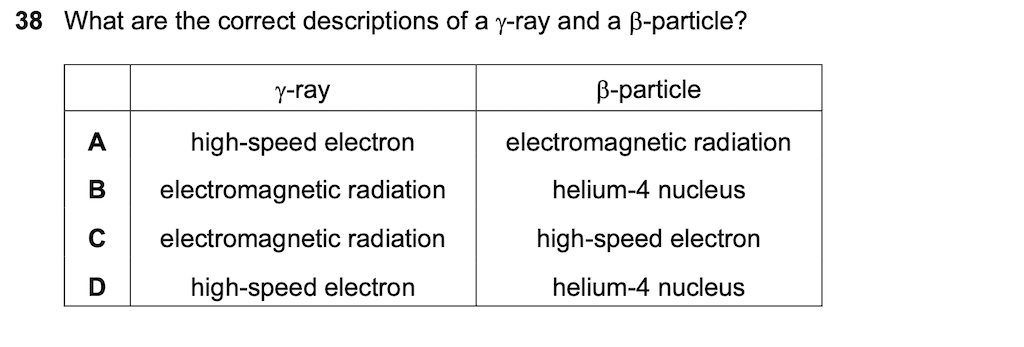 38 What are the correct descriptions of a γ-ray and a β-particle?
γ-ray β-particle
A high-speed electron electromagnetic radiation
B electromagnetic radiation helium-4 nucleus
C electromagnetic radiation high-speed electron
D high-speed electron helium-4 nucleus